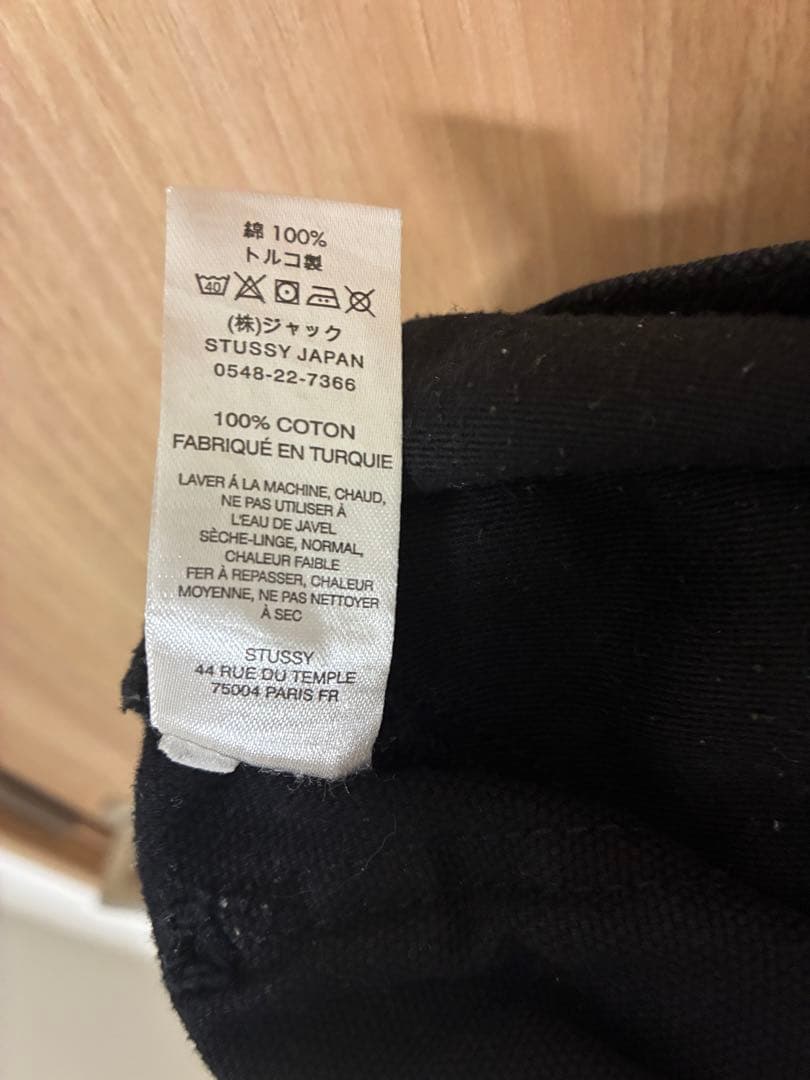 綿 100%
トルコ製
40
(株)ジャック
STUSSY JAPAN
0548-22-7366
100% COTON
FABRIQUÉ EN TURQUIE
LAVER Á LA MACHINE, CHAUD,
NE PAS UTILISER À
L'EAU DE JAVEL
SÈCHE-LINGE, NORMAL,
CHALEUR FAIBLE
FER À REPASSER, CHALEUR
MOYENNE, NE PAS NETTOYER
À SEC
STUSSY
44 RUE DU TEMPLE
75004 PARIS FR